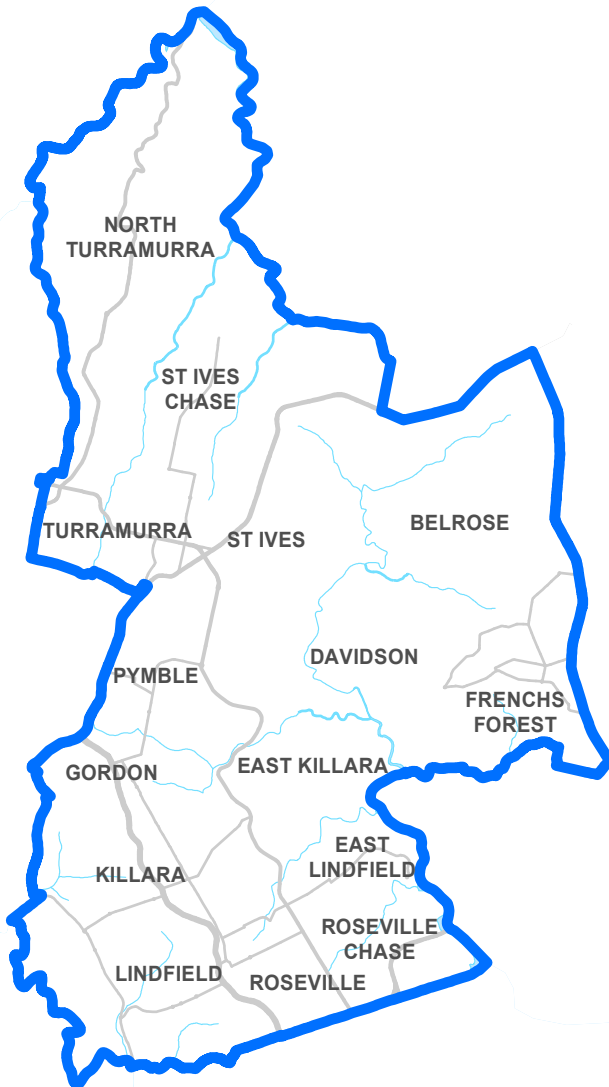 NORTH
TURRAMURRA
ST IVES
CHASE
BELROSE
TURRAMURRA
ST IVES
DAVIDSON
PYMBLE
FRENCHS
FOREST
GORDON
EAST KILLARA
EAST
LINDFIELD
KILLARA
ROSEVILLE
CHASE
LINDFIELD
ROSEVILLE